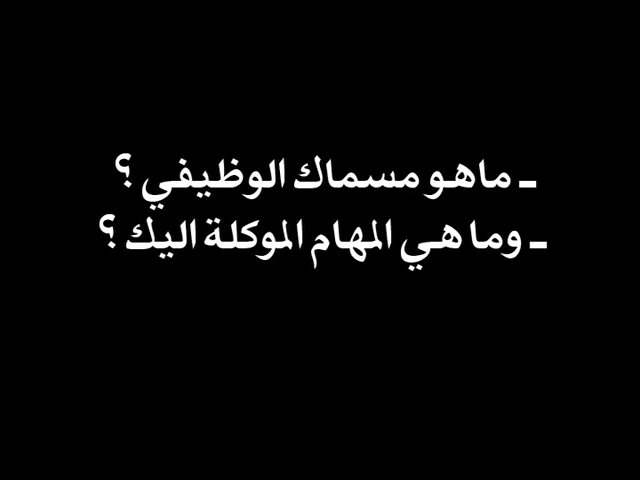 ـ ماهو مسماك الوظيفي ؟
ـ وما هي المهام الموكلة اليك ؟